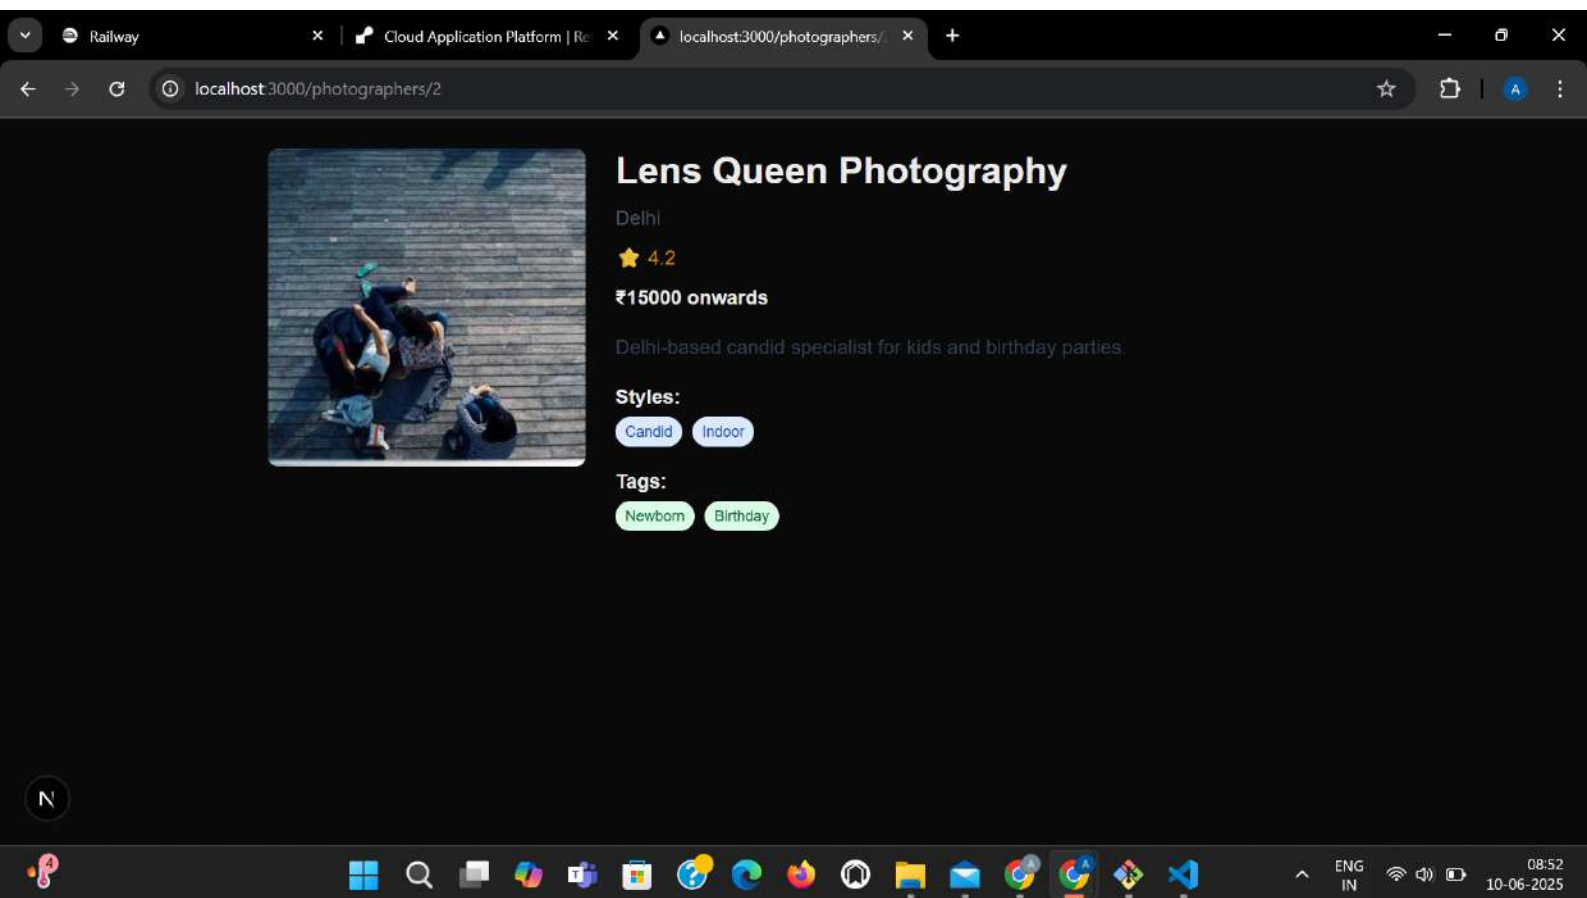 Railway
Cloud Application Platform | Re
localhost:3000/photographers/
localhost:3000/photographers/2
A
Lens Queen Photography
Delhi
4.2
₹15000 onwards
Delhi-based candid specialist for kids and birthday parties.
Styles:
Candid Indoor
Tags:
Newborn Birthday
N
4
ENG
IN
08:52
10-06-2025